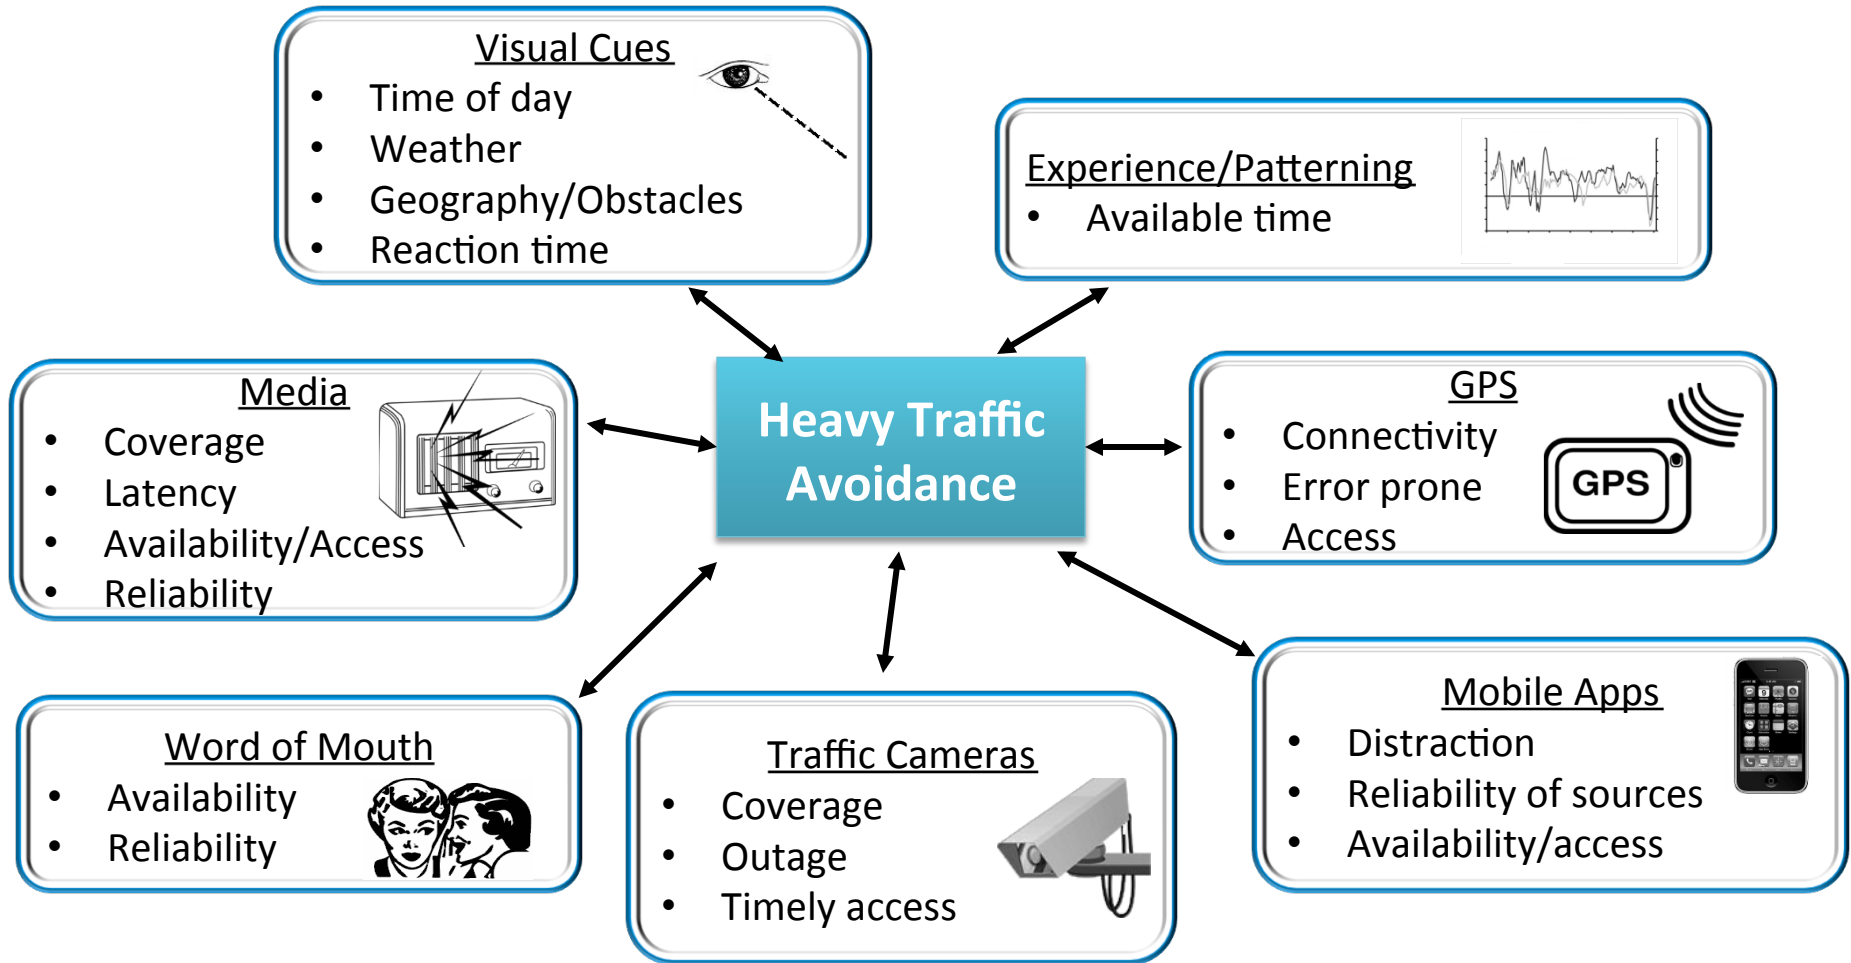 Visual Cues
• Time of day
• Weather
• Geography/Obstacles
• Reaction time
Experience/Patterning
• Available time
Media
• Coverage
• Latency
• Availability/Access
• Reliability
Heavy Traffic
Avoidance
GPS
• Connectivity
• Error prone
• Access
GPS
Word of Mouth
• Availability
• Reliability
Traffic Cameras
• Coverage
• Outage
• Timely access
Mobile Apps
• Distraction
• Reliability of sources
• Availability/access